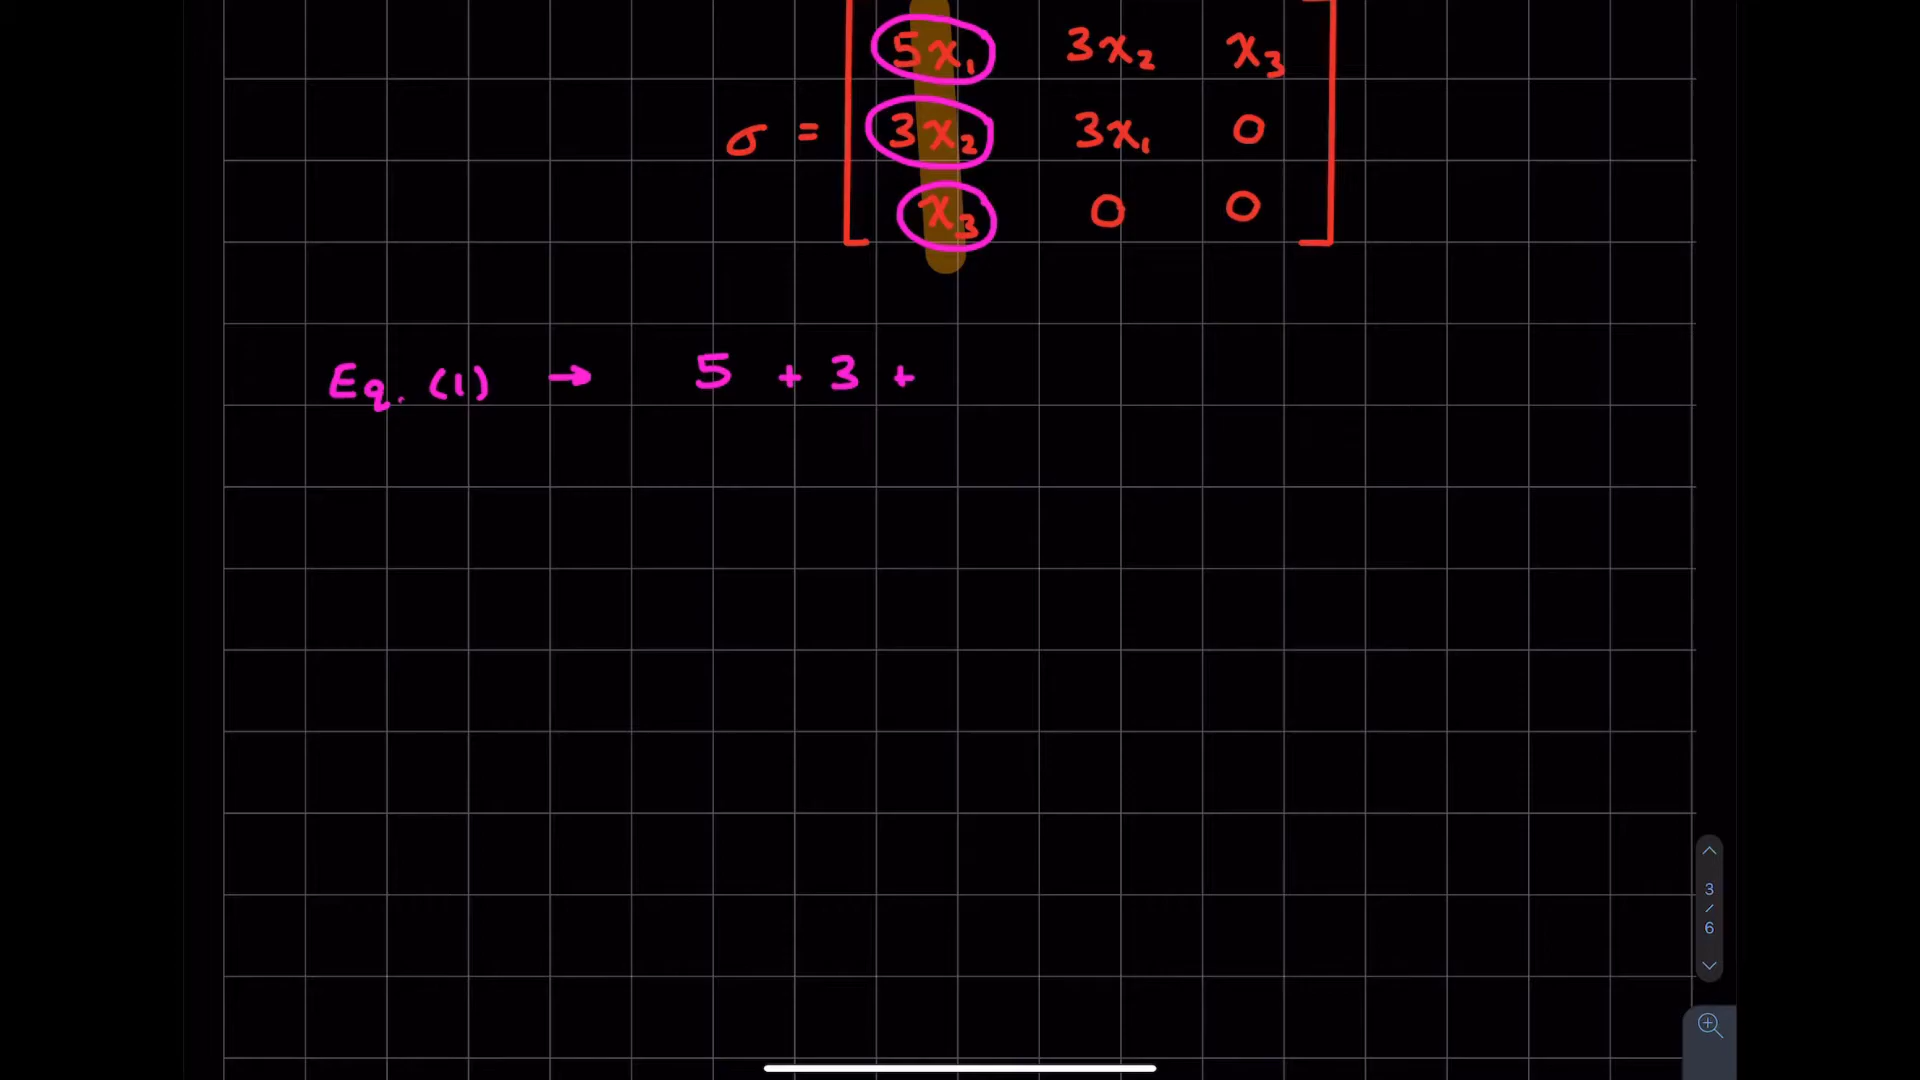 5x₁ 3x₂ x₃
σ = 3x₂ 3x₁ 0
x₃ 0 0
Eq. (1) → 5 + 3 +
3
/
6